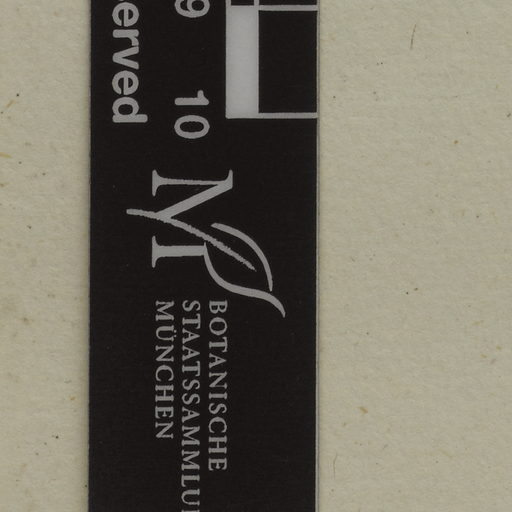 9 10
erved
BOTANISCHE
STAATSSAMMLU
MÜNCHEN